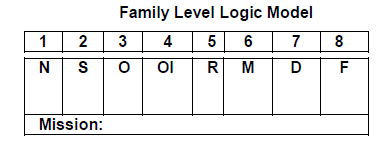 Family Level Logic Model
1 2 3 4 5 6 7 8
N S O OI R M D F
Mission: